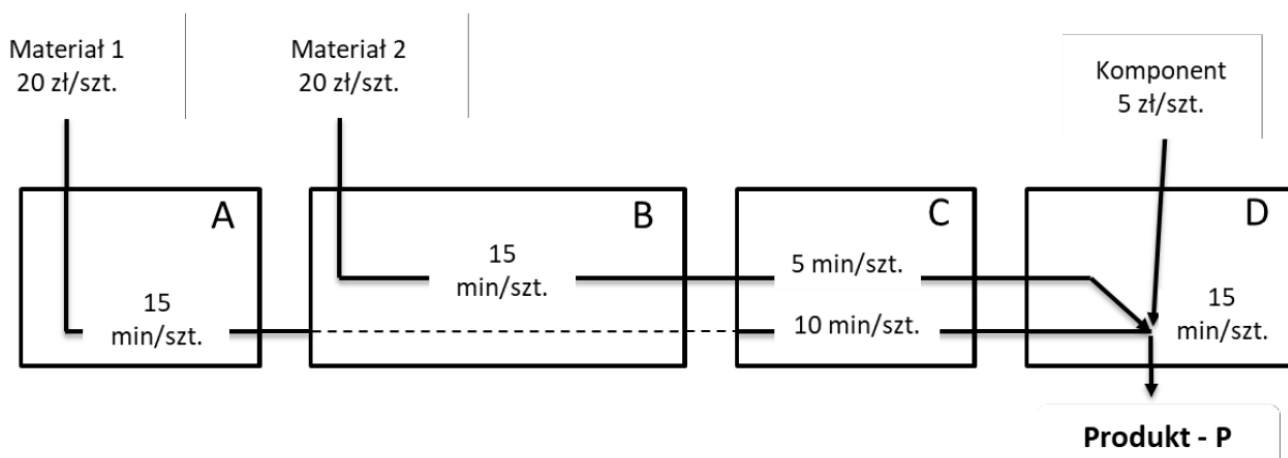 Materiał 1
20 zł/szt.
Materiał 2
20 zł/szt.
Komponent
5 zł/szt.
A
B
C
D
15
min/szt.
15
min/szt.
5 min/szt.
10 min/szt.
15
min/szt.
Produkt - P